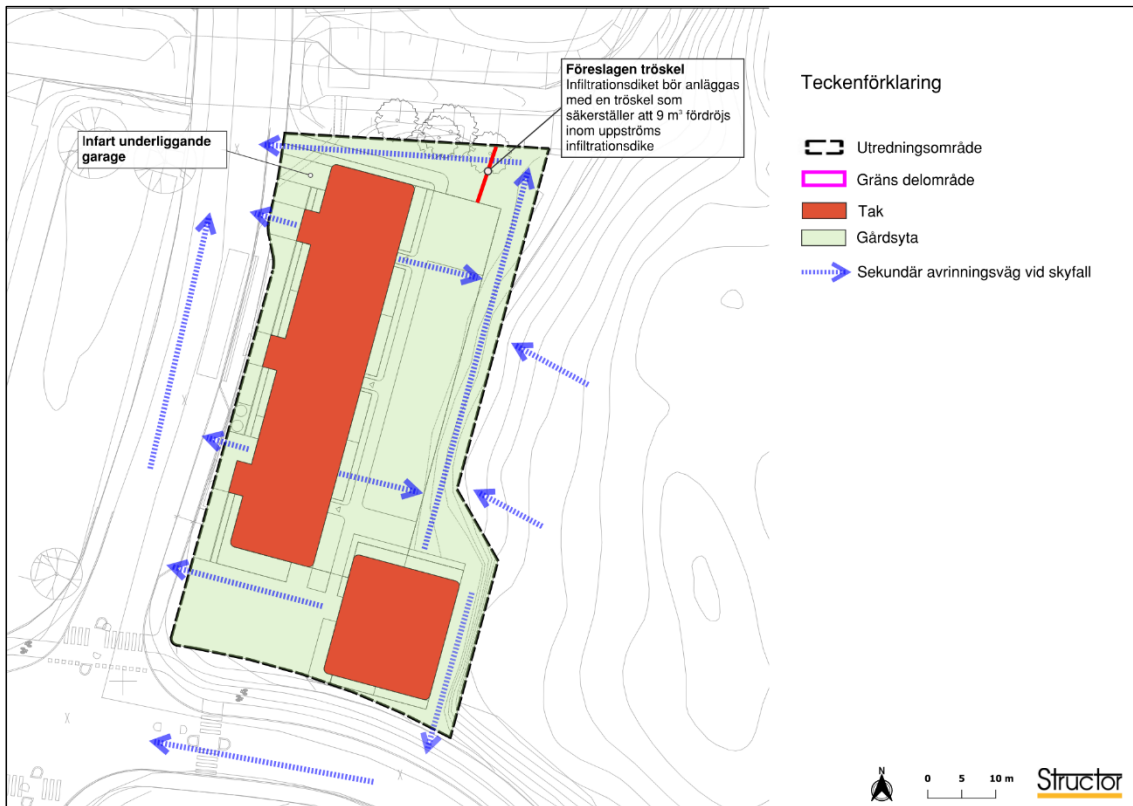 Föreslagen tröskel
Infiltrationsdiket bör anläggas
med en tröskel som
säkerställer att 9 m³ fördröjs
inom uppströms
infiltrationsdike
Infart underliggande
garage
Teckenförklaring
Utredningsområde
Gräns delområde
Tak
Gårdsyta
Sekundär avrinningsväg vid skyfall
N
0 5 10 m
Structor